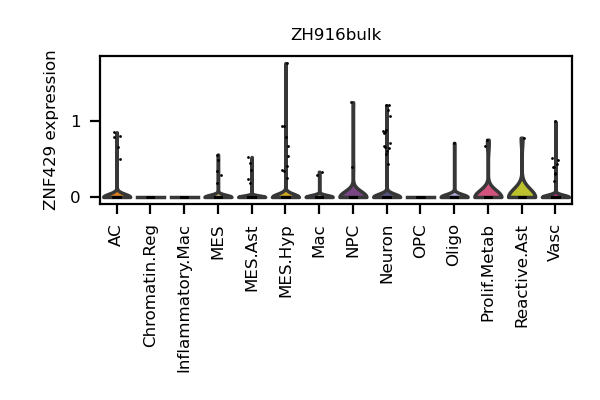 ZH916bulk
ZNF429 expression
1
0
AC
Chromatin.Reg
Inflammatory.Mac
MES
MES.Ast
MES.Hyp
Mac
NPC
Neuron
OPC
Oligo
Prolif.Metab
Reactive.Ast
Vasc